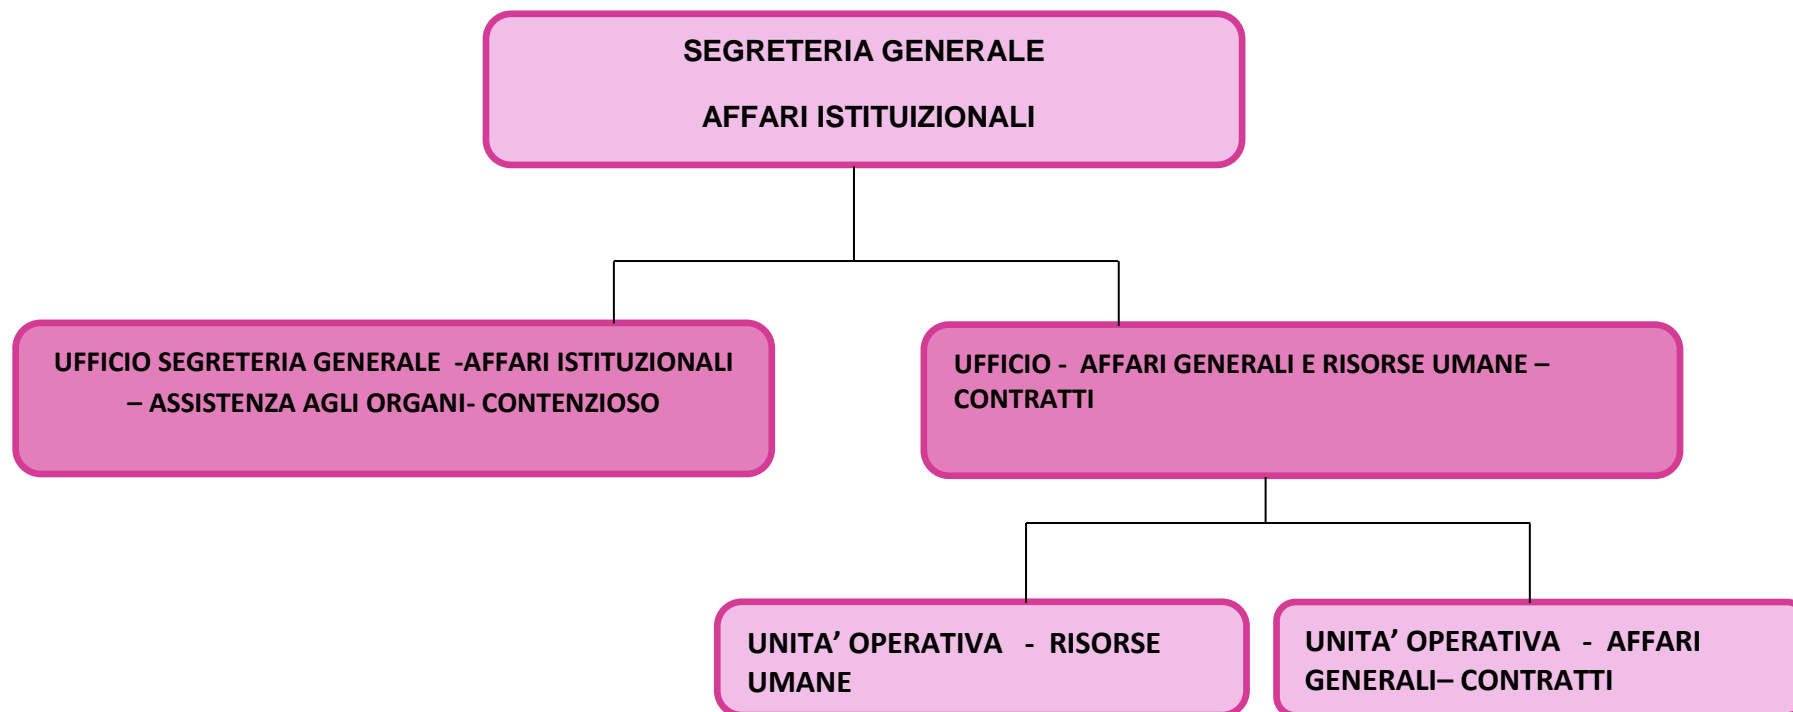 SEGRETERIA GENERALE
AFFARI ISTITUIZIONALI
UFFICIO SEGRETERIA GENERALE -AFFARI ISTITUZIONALI
– ASSISTENZA AGLI ORGANI- CONTENZIOSO
UFFICIO - AFFARI GENERALI E RISORSE UMANE –
CONTRATTI
UNITA’ OPERATIVA - RISORSE
UMANE
UNITA’ OPERATIVA - AFFARI
GENERALI– CONTRATTI